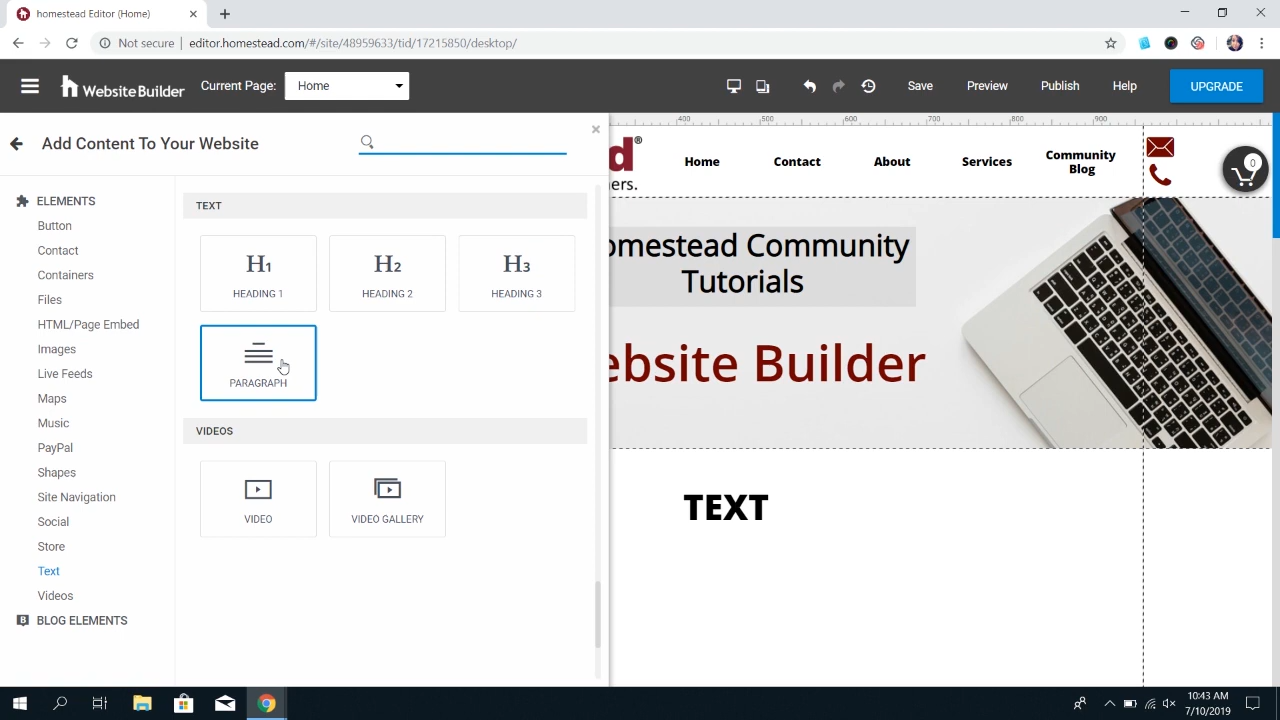 homestead Editor (Home)
Not secure
editor.homestead.com/#/site/48959633/tid/17215850/desktop/
WebsiteBuilder
Current Page:
Home
Save
Preview
Publish
Help
UPGRADE
Add Content To Your Website
ELEMENTS
Button
Contact
Containers
Files
HTML/Page Embed
Images
Live Feeds
Maps
Music
PayPal
Shapes
Site Navigation
Social
Store
Text
Videos
BLOG ELEMENTS
TEXT
H1
HEADING 1
H2
HEADING 2
H3
HEADING 3
PARAGRAPH
VIDEOS
VIDEO
VIDEO GALLERY
400 500 600 700 800 900
d®
ers.
Home
Contact
About
Services
Community
Blog
0
omestead Community
Tutorials
ebsite Builder
TEXT
10:43 AM
7/10/2019